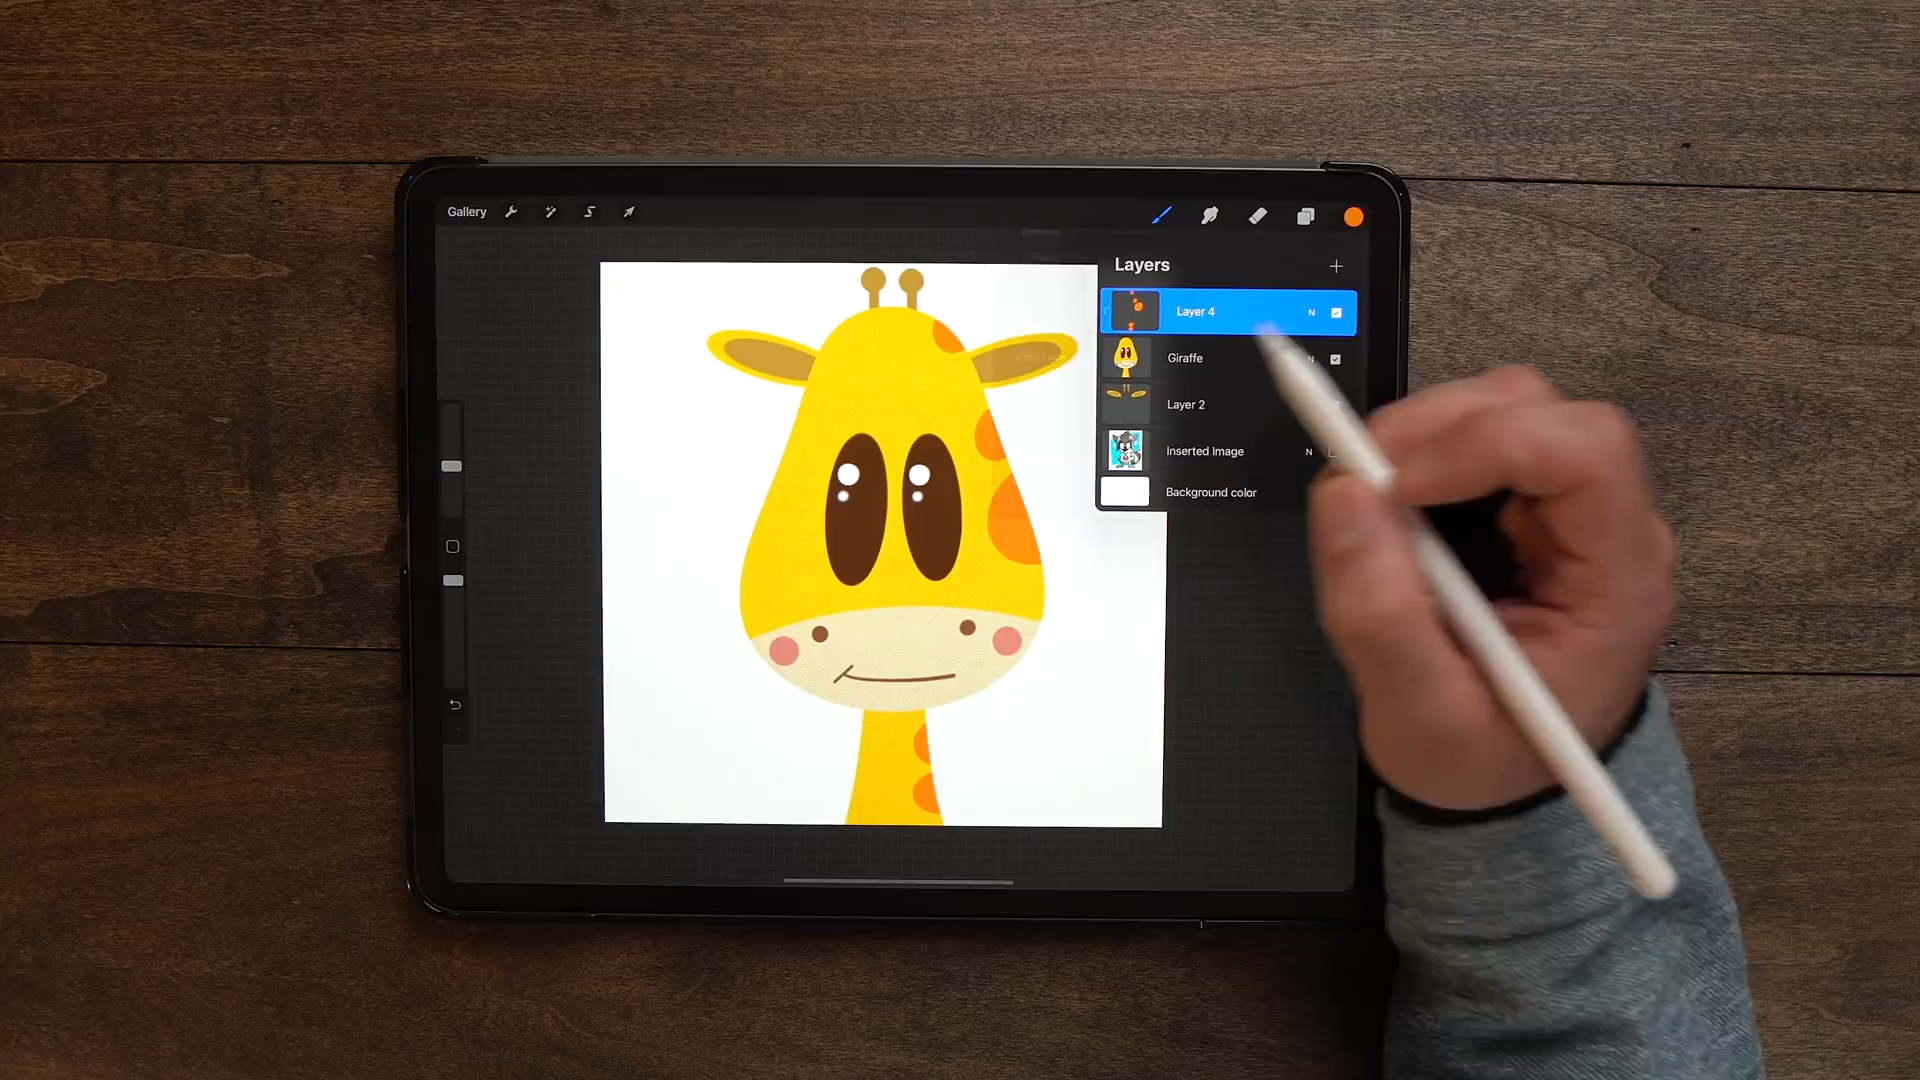 Gallery
Layers
Layer 4 N
Giraffe N
Layer 2
Inserted Image N
Background color